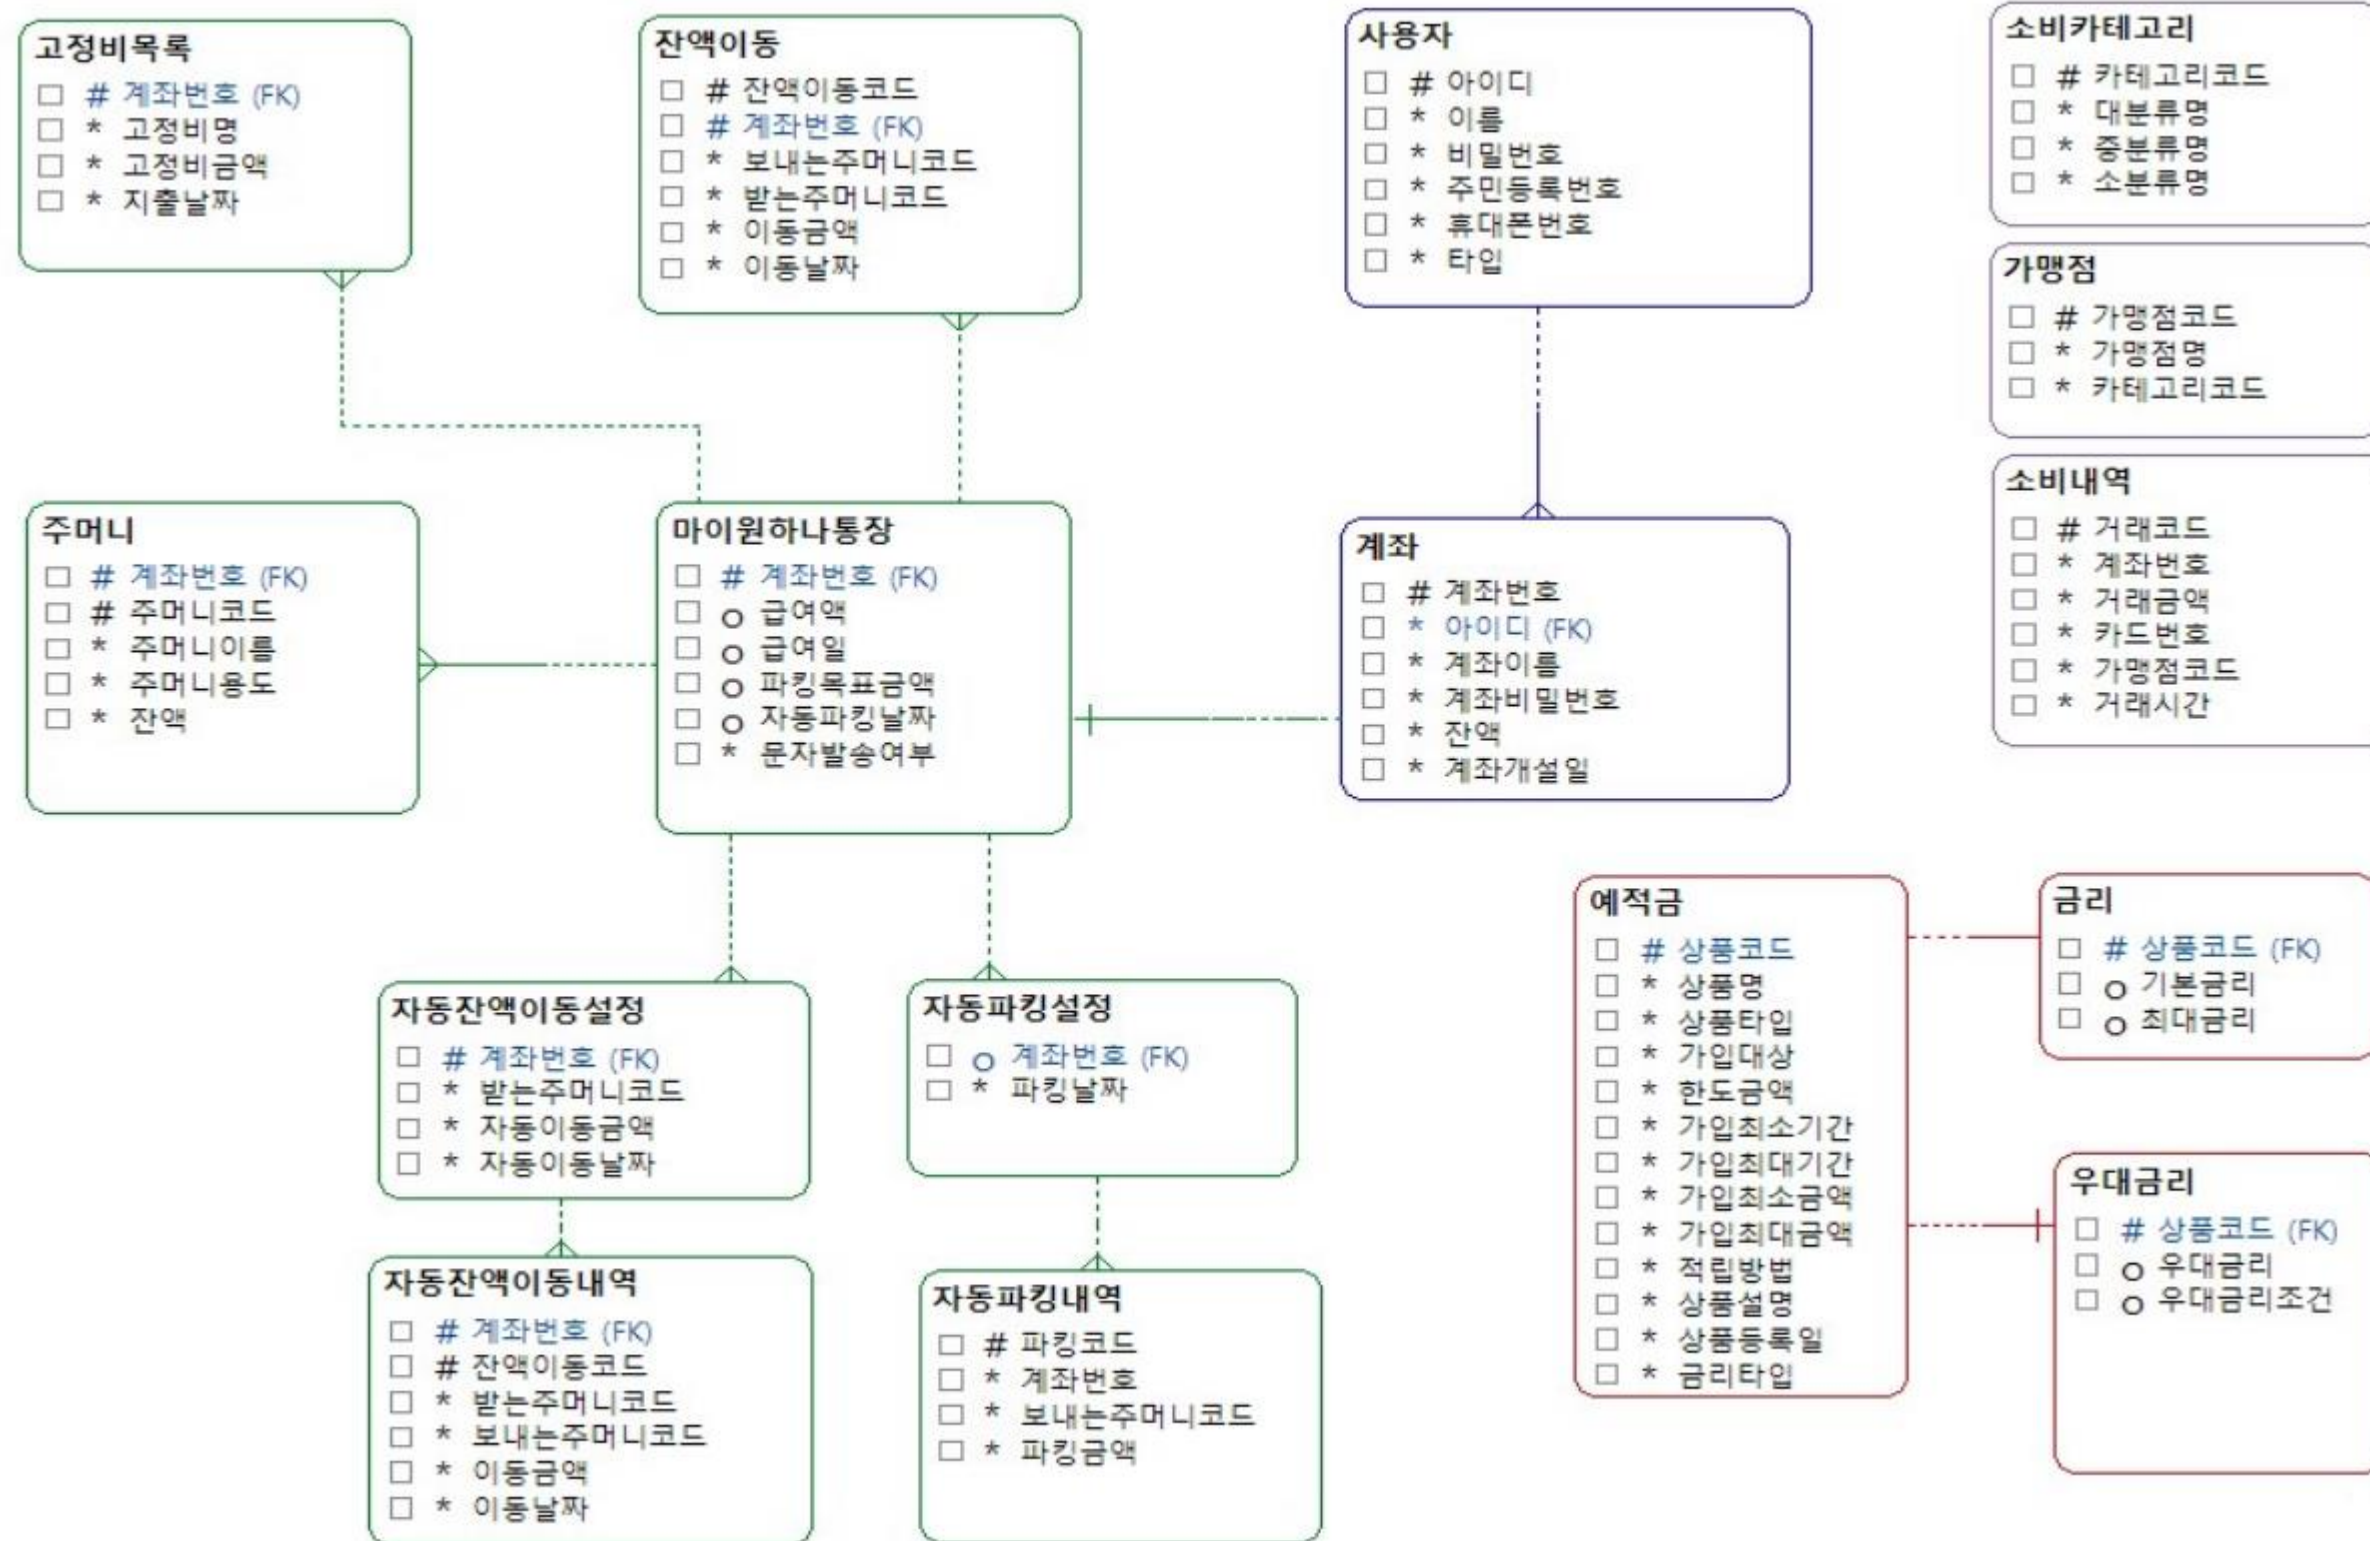 고정비목록
# 계좌번호 (FK)
* 고정비명
* 고정비금액
* 지출날짜
잔액이동
# 잔액이동코드
# 계좌번호 (FK)
* 보내는주머니코드
* 받는주머니코드
* 이동금액
* 이동날짜
사용자
# 아이디
* 이름
* 비밀번호
* 주민등록번호
* 휴대폰번호
* 타입
소비카테고리
# 카테고리코드
* 대분류명
* 중분류명
* 소분류명
가맹점
# 가맹점코드
* 가맹점명
* 카테고리코드
소비내역
# 거래코드
* 계좌번호
* 거래금액
* 카드번호
* 가맹점코드
* 거래시간
주머니
# 계좌번호 (FK)
# 주머니코드
* 주머니이름
* 주머니용도
* 잔액
마이원하나통장
# 계좌번호 (FK)
o 급여액
o 급여일
o 파킹목표금액
o 자동파킹날짜
* 문자발송여부
계좌
# 계좌번호
* 아이디 (FK)
* 계좌이름
* 계좌비밀번호
* 잔액
* 계좌개설일
자동잔액이동설정
# 계좌번호 (FK)
* 받는주머니코드
* 자동이동금액
* 자동이동날짜
자동파킹설정
o 계좌번호 (FK)
* 파킹날짜
예적금
# 상품코드
* 상품명
* 상품타입
* 가입대상
* 한도금액
* 가입최소기간
* 가입최대기간
* 가입최소금액
* 가입최대금액
* 적립방법
* 상품설명
* 상품등록일
* 금리타입
금리
# 상품코드 (FK)
o 기본금리
o 최대금리
우대금리
# 상품코드 (FK)
o 우대금리
o 우대금리조건
자동잔액이동내역
# 계좌번호 (FK)
# 잔액이동코드
* 받는주머니코드
* 보내는주머니코드
* 이동금액
* 이동날짜
자동파킹내역
# 파킹코드
* 계좌번호
* 보내는주머니코드
* 파킹금액